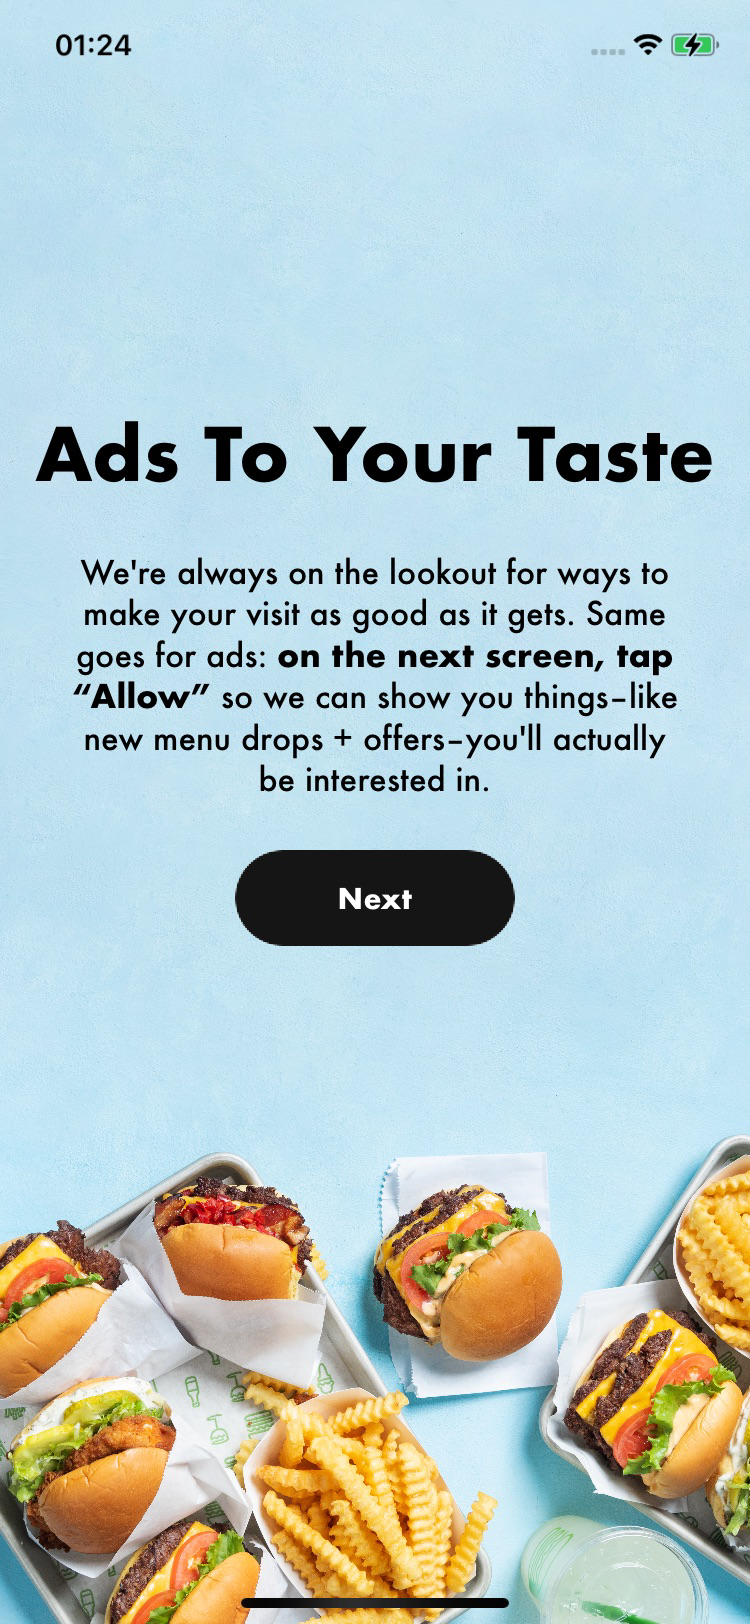 01:24
Ads To Your Taste
We're always on the lookout for ways to
make your visit as good as it gets. Same
goes for ads: on the next screen, tap
“Allow” so we can show you things–like
new menu drops + offers–you'll actually
be interested in.
Next